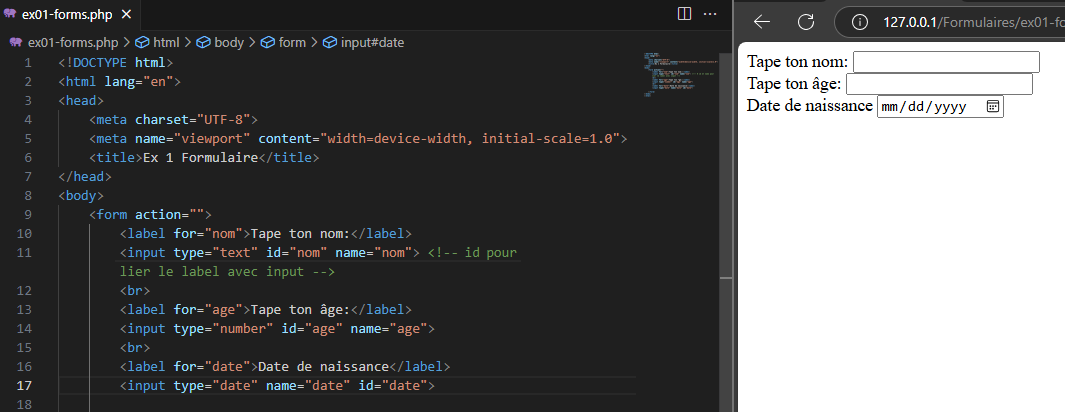 ex01-forms.php
ex01-forms.php > html > body > form > input#date
1 <!DOCTYPE html>
2 <html lang="en">
3 <head>
4 <meta charset="UTF-8">
5 <meta name="viewport" content="width=device-width, initial-scale=1.0">
6 <title>Ex 1 Formulaire</title>
7 </head>
8 <body>
9 <form action="">
10 <label for="nom">Tape ton nom:</label>
11 <input type="text" id="nom" name="nom"> <!-- id pour
lier le label avec input -->
12 <br>
13 <label for="age">Tape ton âge:</label>
14 <input type="number" id="age" name="age">
15 <br>
16 <label for="date">Date de naissance</label>
17 <input type="date" name="date" id="date">
18
127.0.0.1/Formulaires/ex01-fo
Tape ton nom:
Tape ton âge:
Date de naissance mm/dd/yyyy